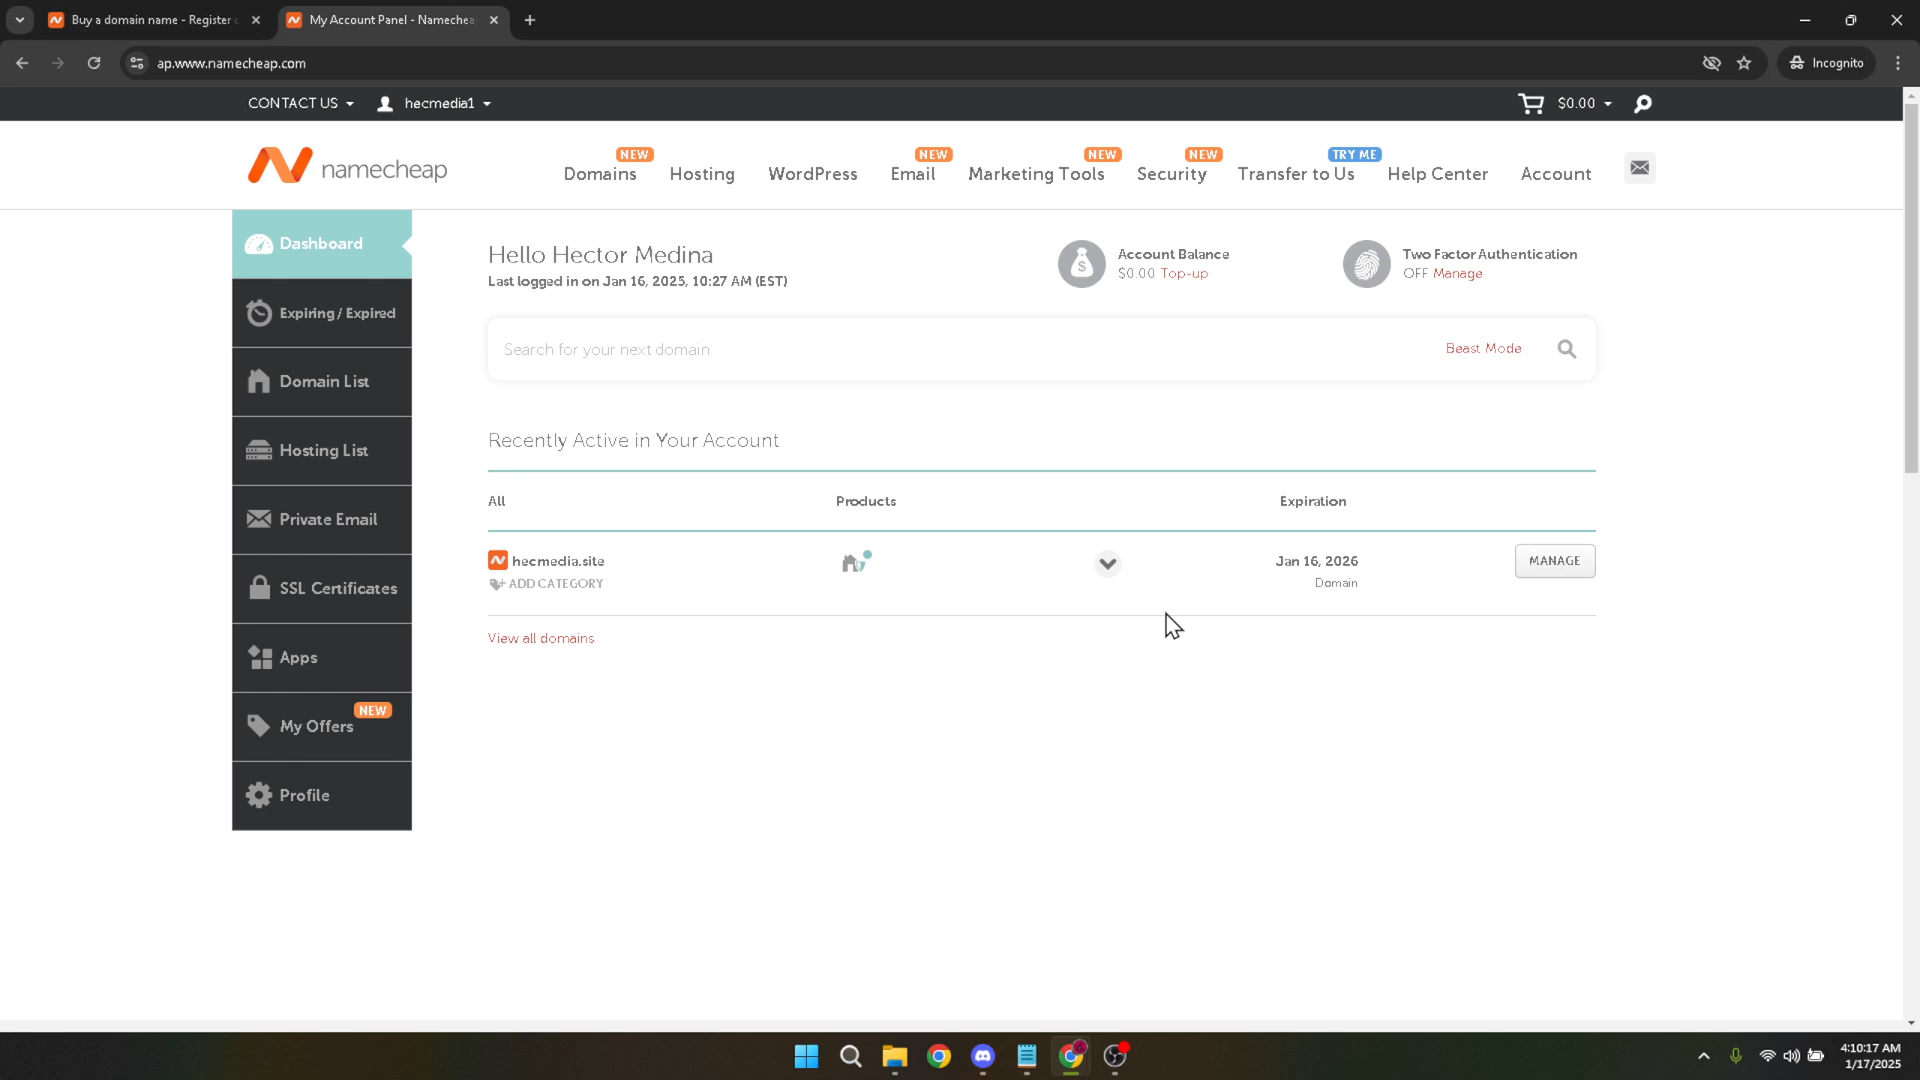 Buy a domain name - Register
My Account Panel - Namechea
ap.www.namecheap.com
Incognito
CONTACT US
hecmedia1
$0.00
namecheap
Domains
NEW
Hosting
WordPress
Email
NEW
Marketing Tools
NEW
Security
NEW
Transfer to Us
TRY ME
Help Center
Account
Dashboard
Expiring / Expired
Domain List
Hosting List
Private Email
SSL Certificates
Apps
My Offers
NEW
Profile
Hello Hector Medina
Last logged in on Jan 16, 2025, 10:27 AM (EST)
Account Balance
$0.00 Top-up
Two Factor Authentication
OFF Manage
Search for your next domain
Beast Mode
Recently Active in Your Account
All
Products
Expiration
hecmedia.site
ADD CATEGORY
Jan 16, 2026
Domain
MANAGE
View all domains
4:10:17 AM
1/17/2025